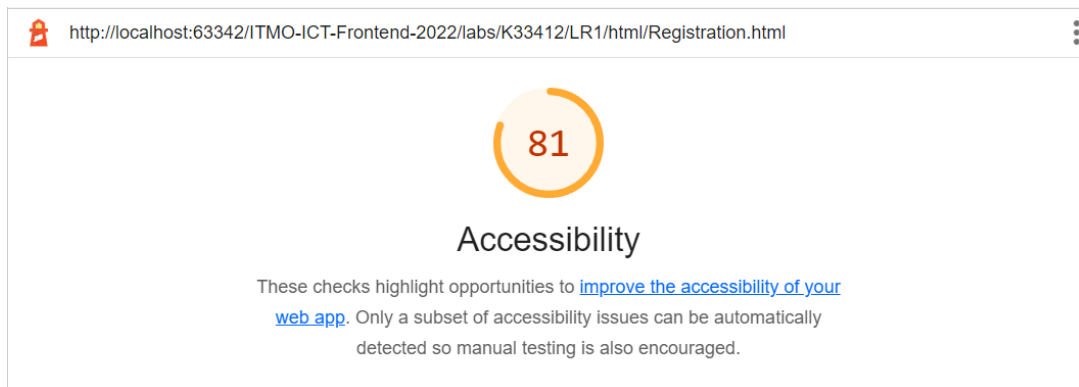 http://localhost:63342/ITMO-ICT-Frontend-2022/labs/K33412/LR1/html/Registration.html
81
Accessibility
These checks highlight opportunities to improve the accessibility of your
web app. Only a subset of accessibility issues can be automatically
detected so manual testing is also encouraged.